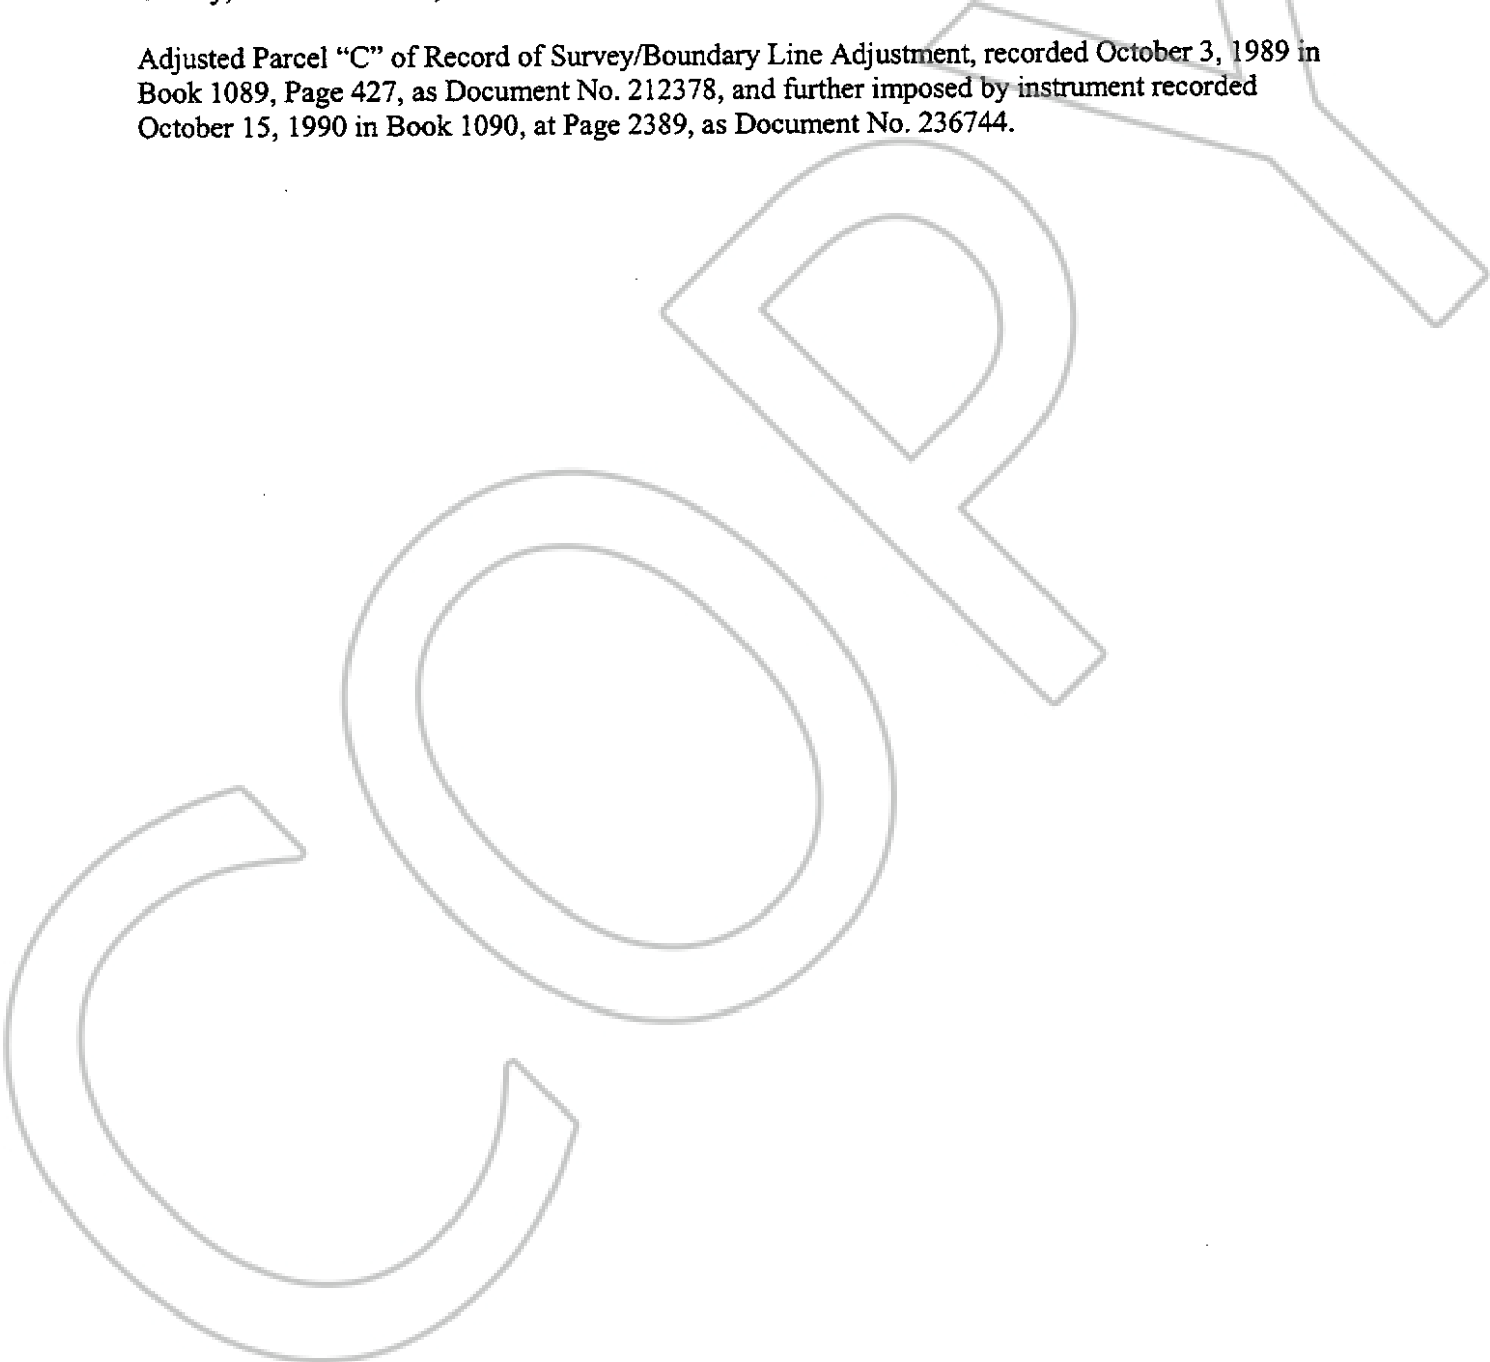 Adjusted Parcel “C” of Record of Survey/Boundary Line Adjustment, recorded October 3, 1989 in
Book 1089, Page 427, as Document No. 212378, and further imposed by instrument recorded
October 15, 1990 in Book 1090, at Page 2389, as Document No. 236744.
COPY